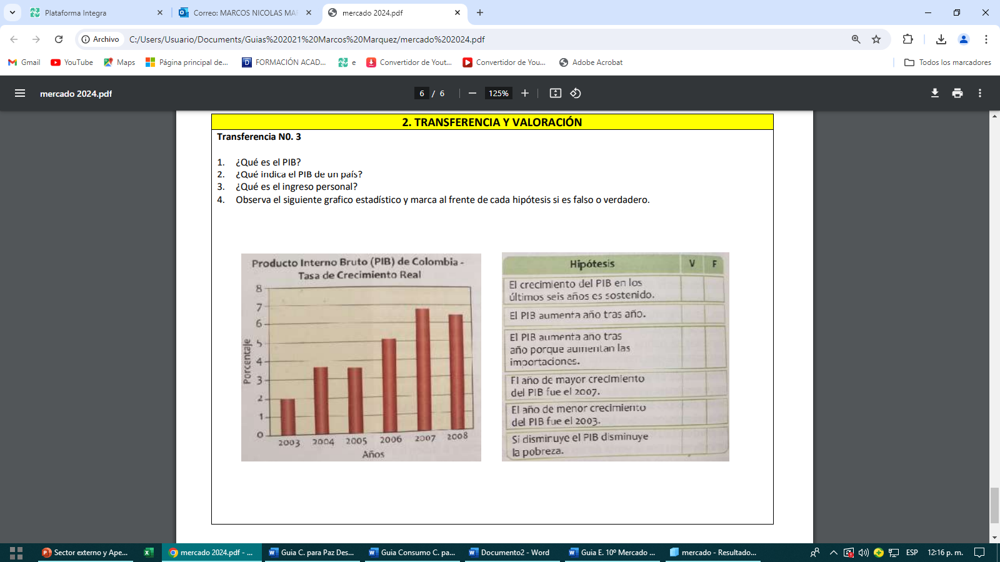 Plataforma Integra
Correo: MARCOS NICOLAS MA
mercado 2024.pdf
Archivo
C:/Users/Usuario/Documents/Guias%202021%20Marcos%20Marquez/mercado%202024.pdf
Gmail
YouTube
Maps
Página principal de...
FORMACIÓN ACAD...
e
Convertidor de Yout...
Convertidor de You...
Adobe Acrobat
Todos los marcadores
mercado 2024.pdf
6 / 6
125%
2. TRANSFERENCIA Y VALORACIÓN
Transferencia N0. 3
1. ¿Qué es el PIB?
2. ¿Qué indica el PIB de un país?
3. ¿Qué es el ingreso personal?
4. Observa el siguiente grafico estadístico y marca al frente de cada hipótesis si es falso o verdadero.
Producto Interno Bruto (PIB) de Colombia -
Tasa de Crecimiento Real
8
7
6
5
4
3
2
1
0
Porcentaje
2003 2004 2005 2006 2007 2008
Años
Hipótesis V F
El crecimiento del PIB en los
últimos seis años es sostenido.
El PIB aumenta año tras año.
El PIB aumenta año tras
año porque aumentan las
importaciones.
El año de mayor crecimiento
del PIB fue el 2007.
El año de menor crecimiento
del PIB fue el 2003.
Si disminuye el PIB disminuye
la pobreza.
Sector externo y Ape...
mercado 2024.pdf - ...
Guia C. para Paz Des...
Guia Consumo C. pa...
Documento2 - Word
Guia E. 10º Mercado ...
mercado - Resultado...
ESP
12:16 p. m.